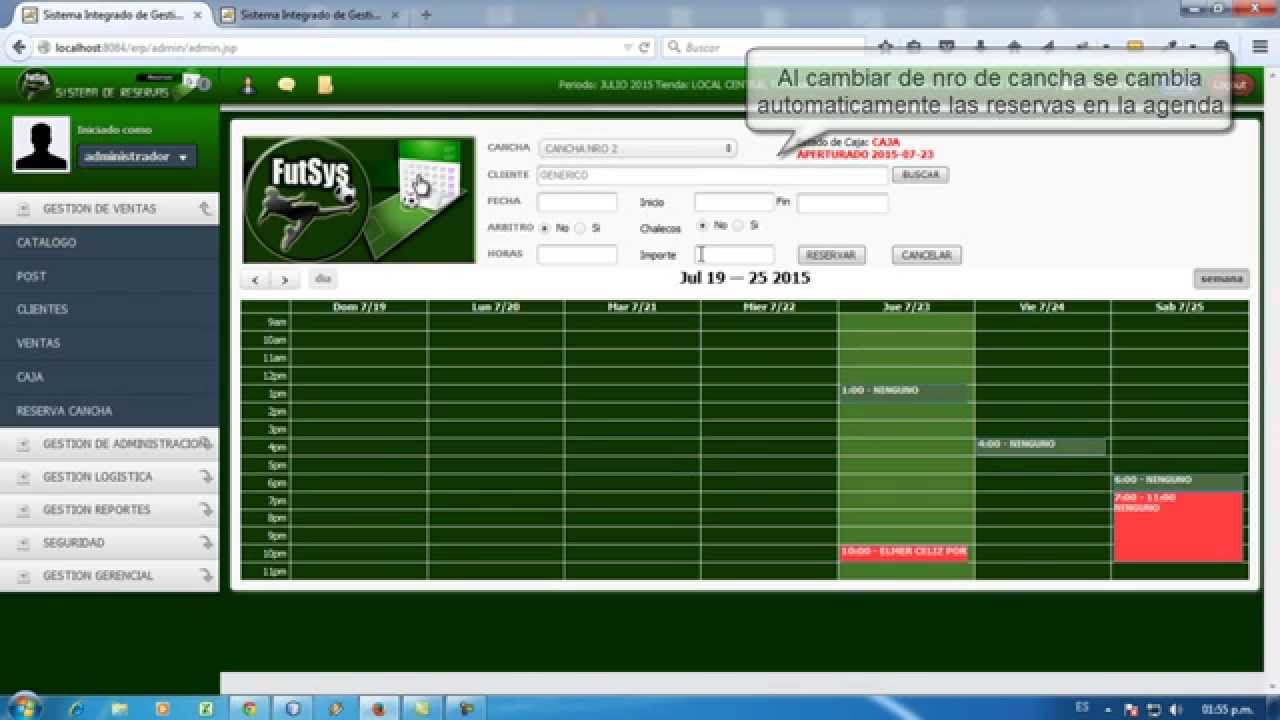 Sistema Integrado de Gesti...
Sistema Integrado de Gesti...
localhost:8084/erp/admin/admin.jsp
Buscar
Al cambiar de nro de cancha se cambia
automaticamente las reservas en la agenda
SISTEMA DE RESERVAS
Periodo: JULIO 2015 Tienda: LOCAL CENTRAL
Iniciado como
administrador
GESTION DE VENTAS
CATALOGO
POST
CLIENTES
VENTAS
CAJA
RESERVA CANCHA
GESTION DE ADMINISTRACION
GESTION LOGISTICA
GESTION REPORTES
SEGURIDAD
GESTION GERENCIAL
FutSys
CANCHA CANCHA NRO 2
de Caja: CAJA
APERTURADO 2015-07-23
CLIENTE GENERICO BUSCAR
FECHA Inicio Fin
ARBITRO No Si Chalecos No Si
HORAS Importe RESERVAR CANCELAR
< > dia Jul 19 — 25 2015 semana
Dom 7/19 Lun 7/20 Mar 7/21 Mier 7/22 Jue 7/23 Vie 7/24 Sab 7/25
9am
10am
11am
12pm
1pm 1:00 - NINGUNO
2pm
3pm
4pm 4:00 - NINGUNO
5pm
6pm 6:00 - NINGUNO
7pm 7:00 - 11:00
NINGUNO
8pm
9pm
10pm 10:00 - ELMER CELIZ POR
11pm
ES 01:55 p.m.